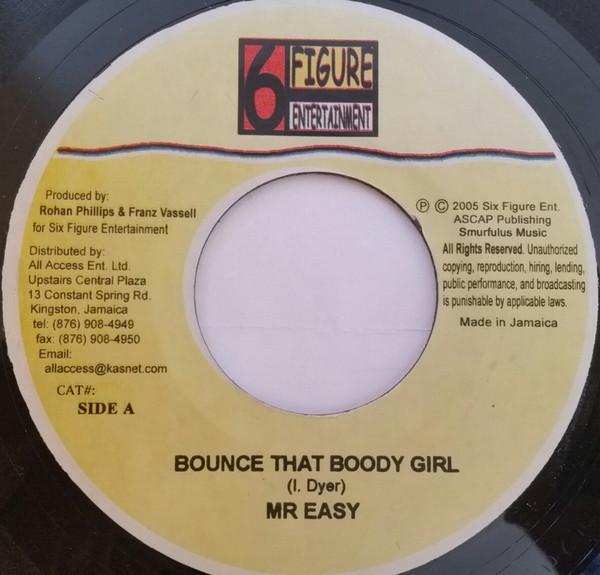 6 FIGURE
ENTERTAINMENT
Produced by:
Rohan Phillips & Franz Vassell
for Six Figure Entertainment
Distributed by:
All Access Ent. Ltd.
Upstairs Central Plaza
13 Constant Spring Rd.
Kingston, Jamaica
tel: (876) 908-4949
fax: (876) 908-4950
Email:
allaccess@kasnet.com
CAT#:
SIDE A
℗ © 2005 Six Figure Ent.
ASCAP Publishing
Smurfulus Music
All Rights Reserved. Unauthorized
copying, reproduction, hiring, lending,
public performance, and broadcasting
is punishable by applicable laws.
Made in Jamaica
BOUNCE THAT BOODY GIRL
(I. Dyer)
MR EASY